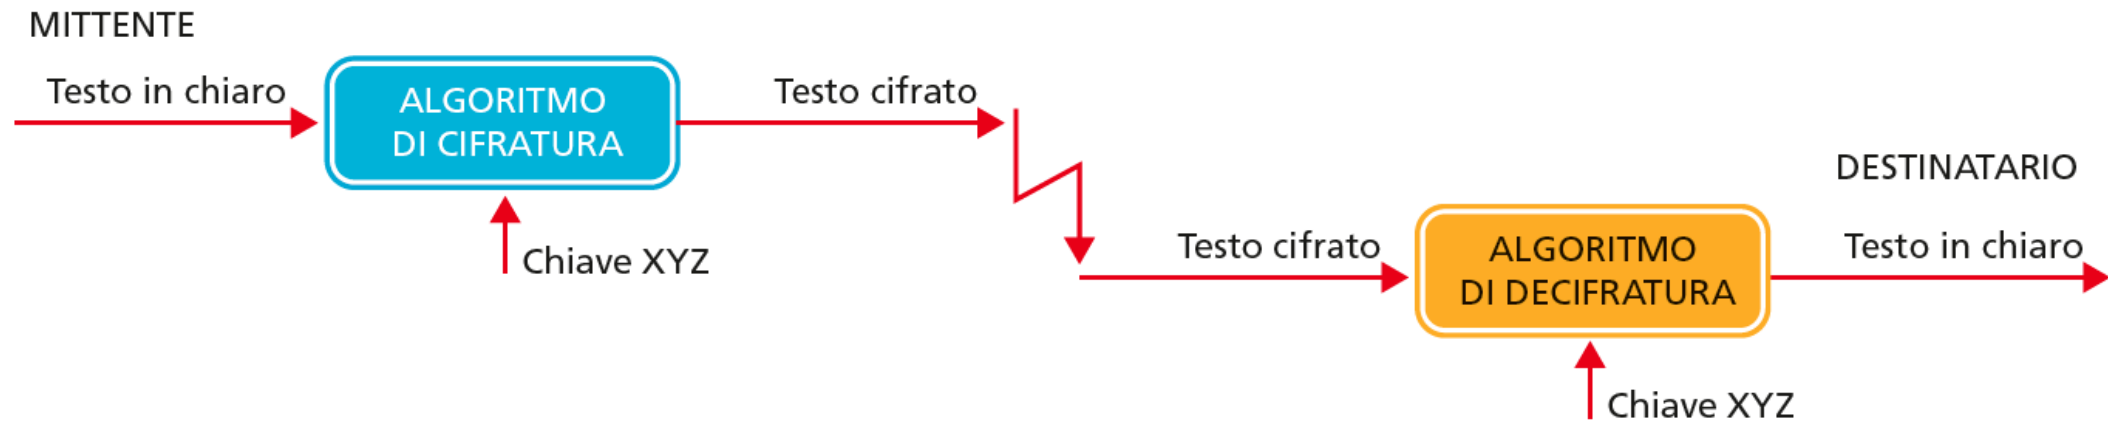 MITTENTE
Testo in chiaro
ALGORITMO
DI CIFRATURA
Testo cifrato
Chiave XYZ
DESTINATARIO
Testo cifrato
ALGORITMO
DI DECIFRATURA
Testo in chiaro
Chiave XYZ